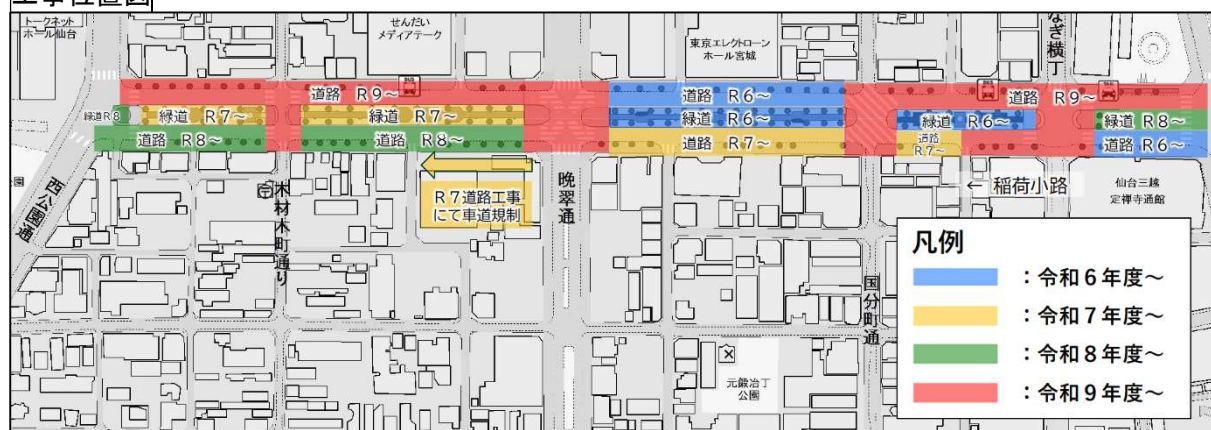 工事位置図
トークネット
ホール仙台
せんだい
メディアテーク
東京エレクトロン
ホール宮城
なぎ横丁
道路 R9～
道路 R6～
道路 R9～
緑道R8
緑道 R7～
緑道 R7～
緑道 R6～
緑道 R6～
緑道 R8～
道路 R8～
道路 R8～
道路 R7～
道路
R7～
道路 R6～
西公園通
木材木町通り
R7道路工事
にて車道規制
晩翠通
← 稲荷小路
仙台三越
定禅寺通館
国分町通
元鍛冶丁
公園
凡例
：令和６年度～
：令和７年度～
：令和８年度～
：令和９年度～